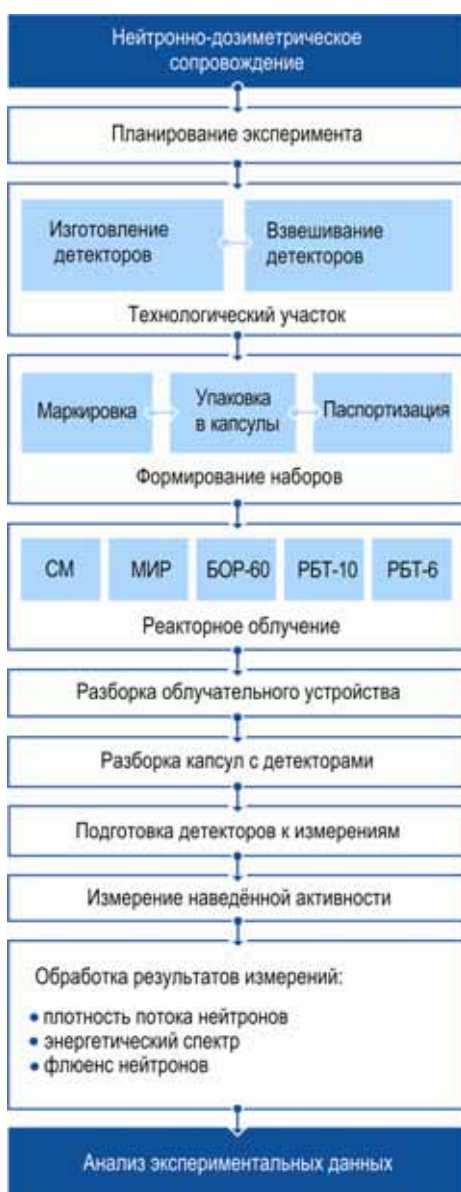 Нейтронно-дозиметрическое
сопровождение
Планирование эксперимента
Изготовление
детекторов
Взвешивание
детекторов
Технологический участок
Маркировка
Упаковка
в капсулы
Паспортизация
Формирование наборов
СМ
МИР
БОР-60
РБТ-10
РБТ-6
Реакторное облучение
Разборка облучательного устройства
Разборка капсул с детекторами
Подготовка детекторов к измерениям
Измерение наведённой активности
Обработка результатов измерений:
• плотность потока нейтронов
• энергетический спектр
• флюенс нейтронов
Анализ экспериментальных данных